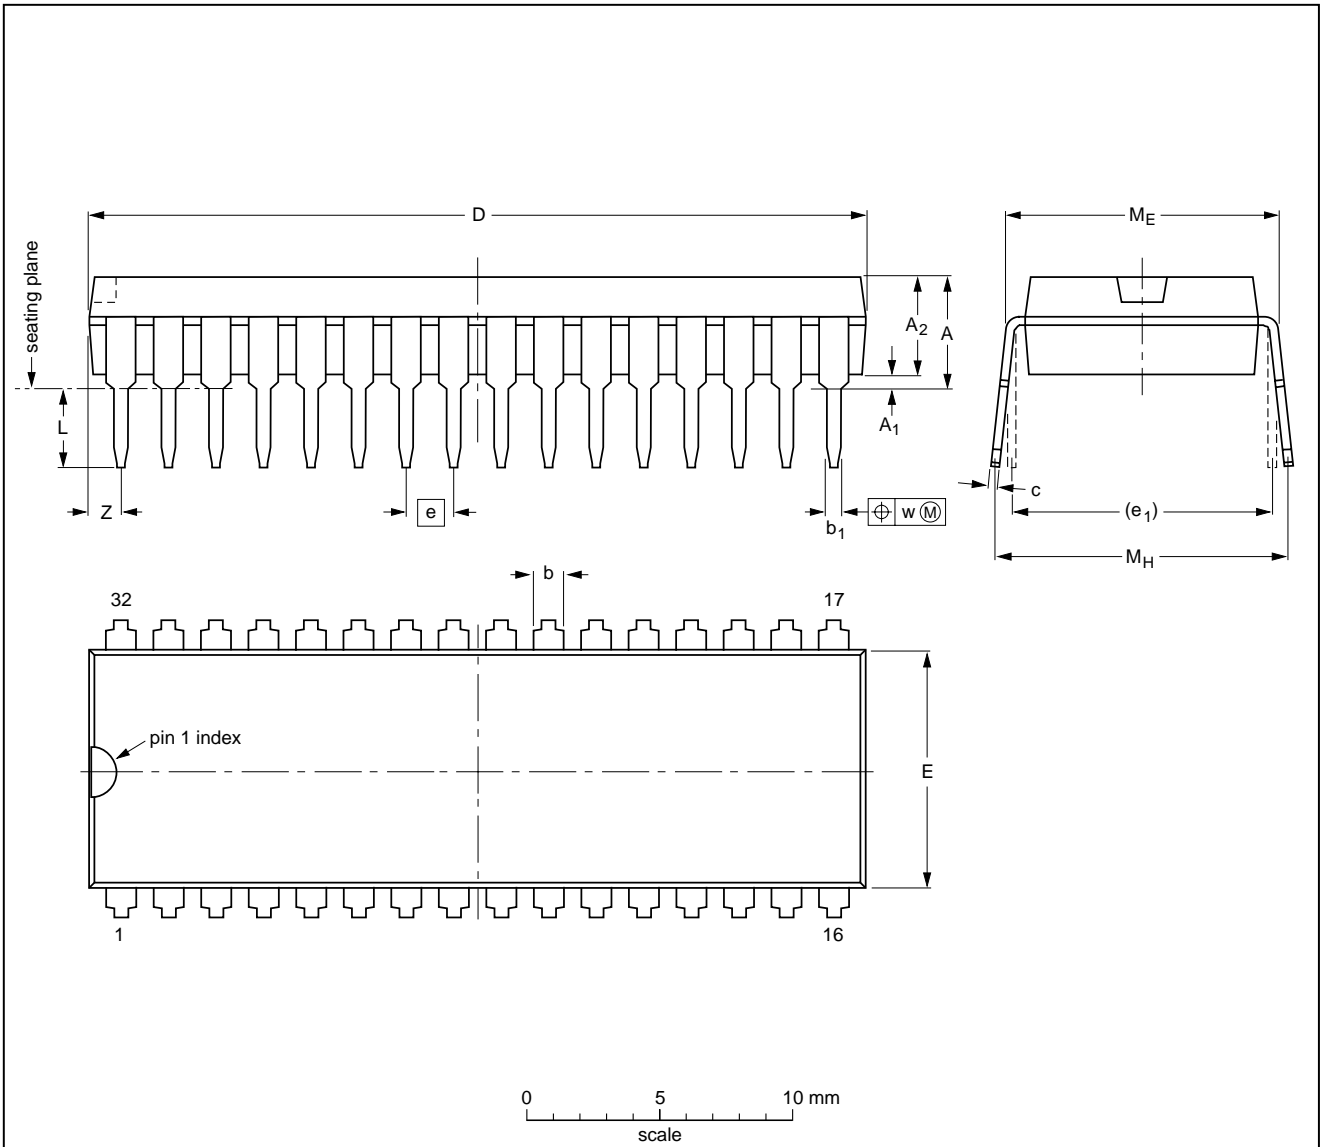 D
M_E
seating plane
A_2
A
L
A_1
Z
e
b_1
w M
c
(e_1)
M_H
b
32
17
pin 1 index
E
1
16
0
5
10 mm
scale